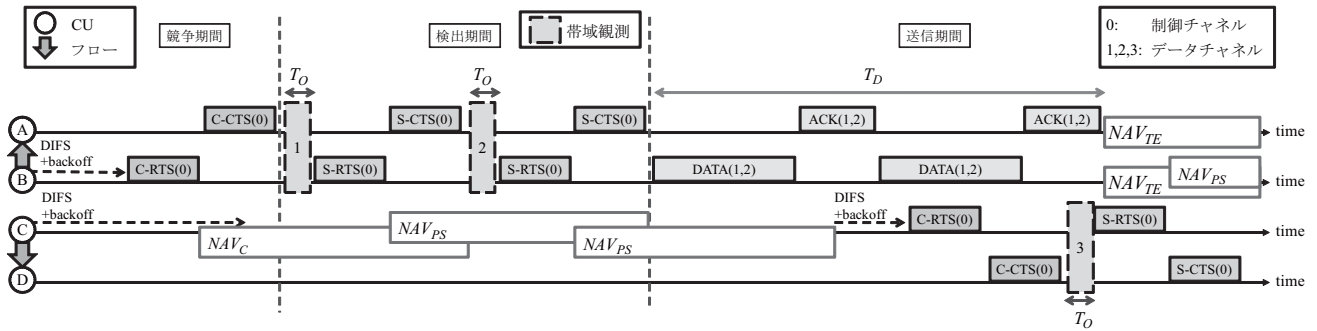 CU
フロー
競争期間
検出期間
帯域観測
送信期間
0: 制御チャネル
1,2,3: データチャネル
T_O
T_O
T_D
C-CTS(0)
S-CTS(0)
S-CTS(0)
ACK(1,2)
ACK(1,2)
A
time
DIFS
+backoff
1
2
NAV_TE
C-RTS(0)
S-RTS(0)
S-RTS(0)
DATA(1,2)
DATA(1,2)
NAV_PS
B
NAV_TE
time
DIFS
+backoff
DIFS
+backoff
C-RTS(0)
S-RTS(0)
C
NAV_C
NAV_PS
NAV_PS
3
time
C-CTS(0)
S-CTS(0)
D
time
T_O